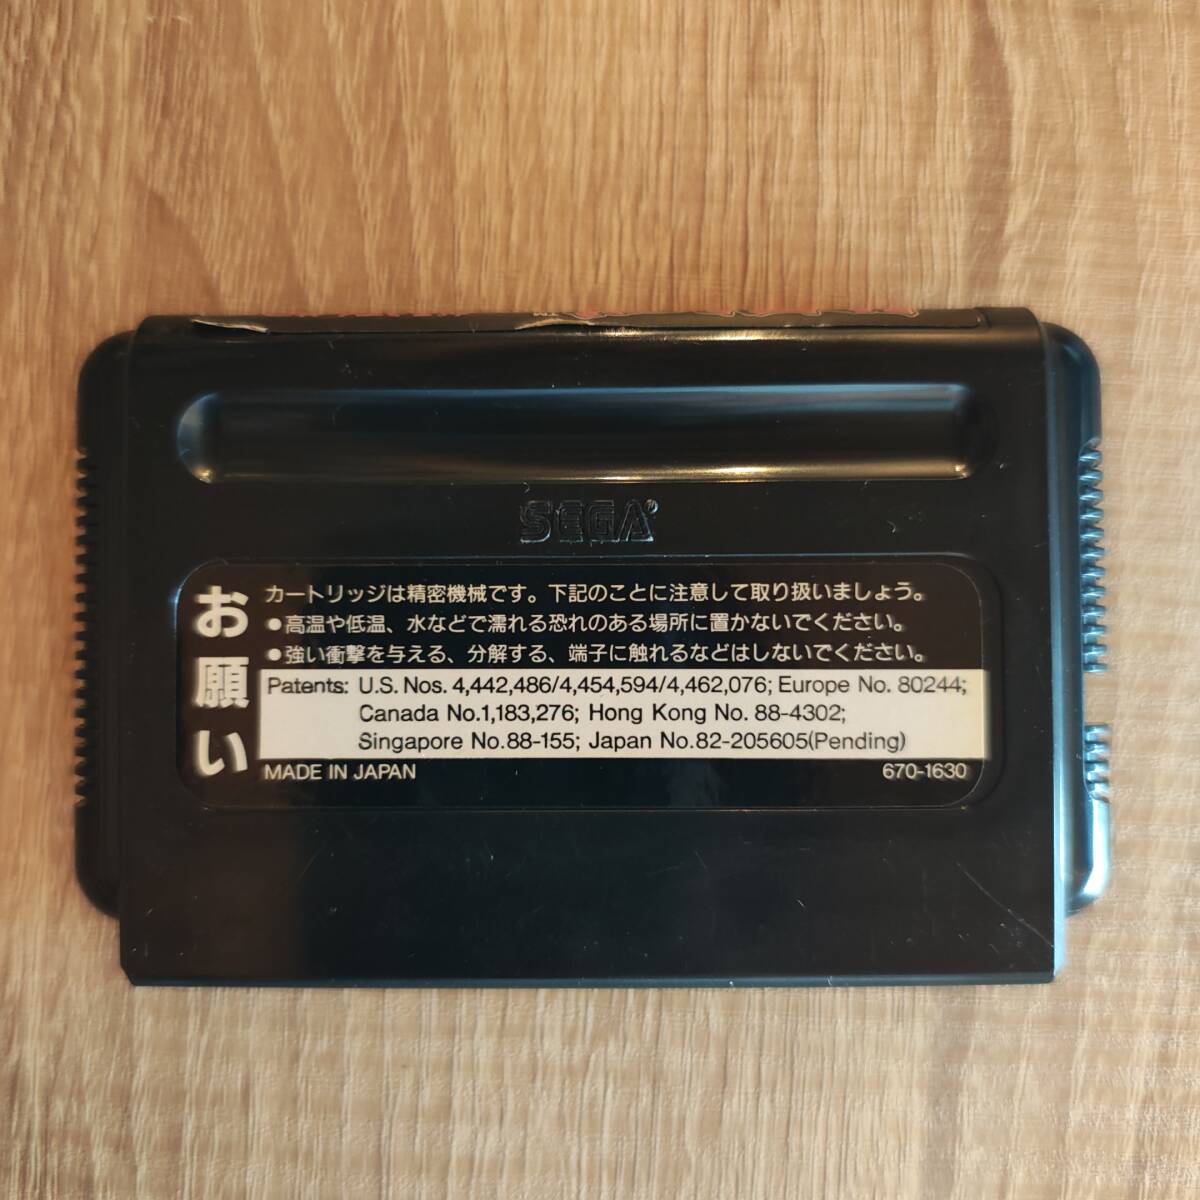 SEGA®
お願い
カートリッジは精密機械です。下記のことに注意して取り扱いましょう。
●高温や低温、水などで濡れる恐れのある場所に置かないでください。
●強い衝撃を与える、分解する、端子に触れるなどはしないでください。
Patents: U.S. Nos. 4,442,486/4,454,594/4,462,076; Europe No. 80244;
Canada No.1,183,276; Hong Kong No. 88-4302;
Singapore No.88-155; Japan No.82-205605(Pending)
MADE IN JAPAN
670-1630